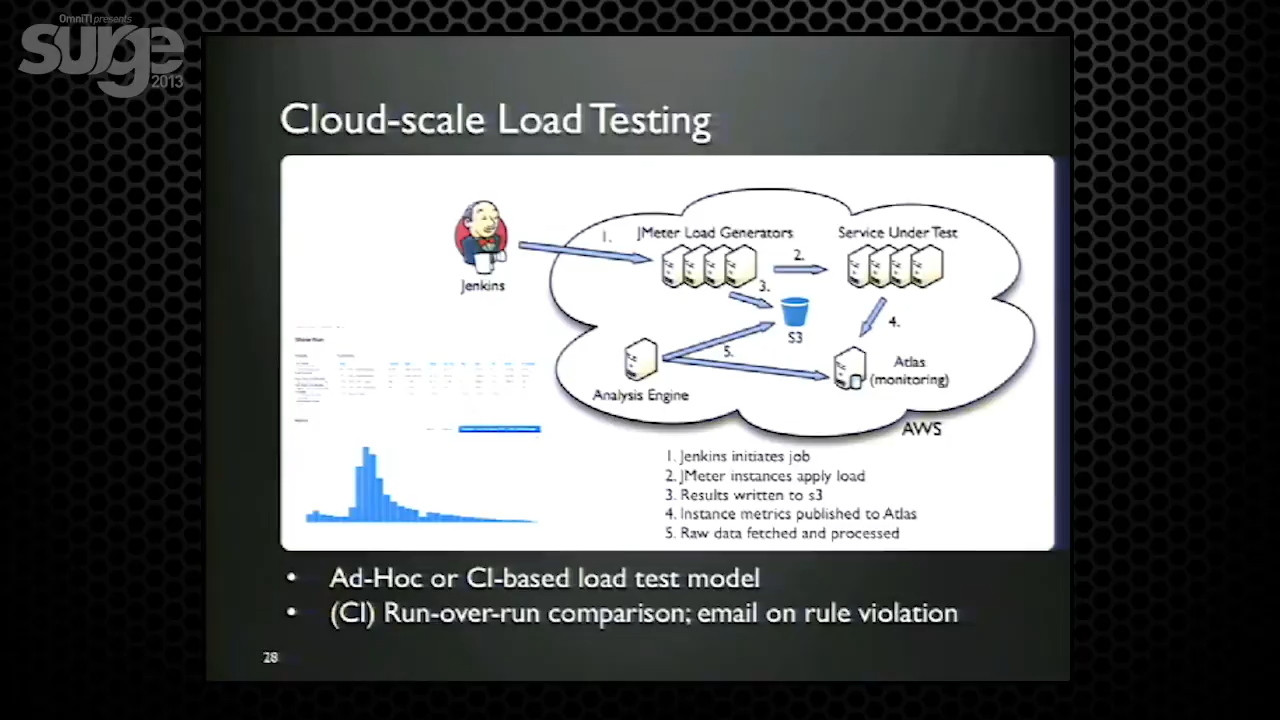 OmniTI presents
surge
2013
Cloud-scale Load Testing
1.
JMeter Load Generators
Service Under Test
2.
Jenkins
3.
S3
4.
5.
Analysis Engine
Atlas
(monitoring)
AWS
1. Jenkins initiates job
2. JMeter instances apply load
3. Results written to s3
4. Instance metrics published to Atlas
5. Raw data fetched and processed
• Ad-Hoc or CI-based load test model
• (CI) Run-over-run comparison; email on rule violation
28